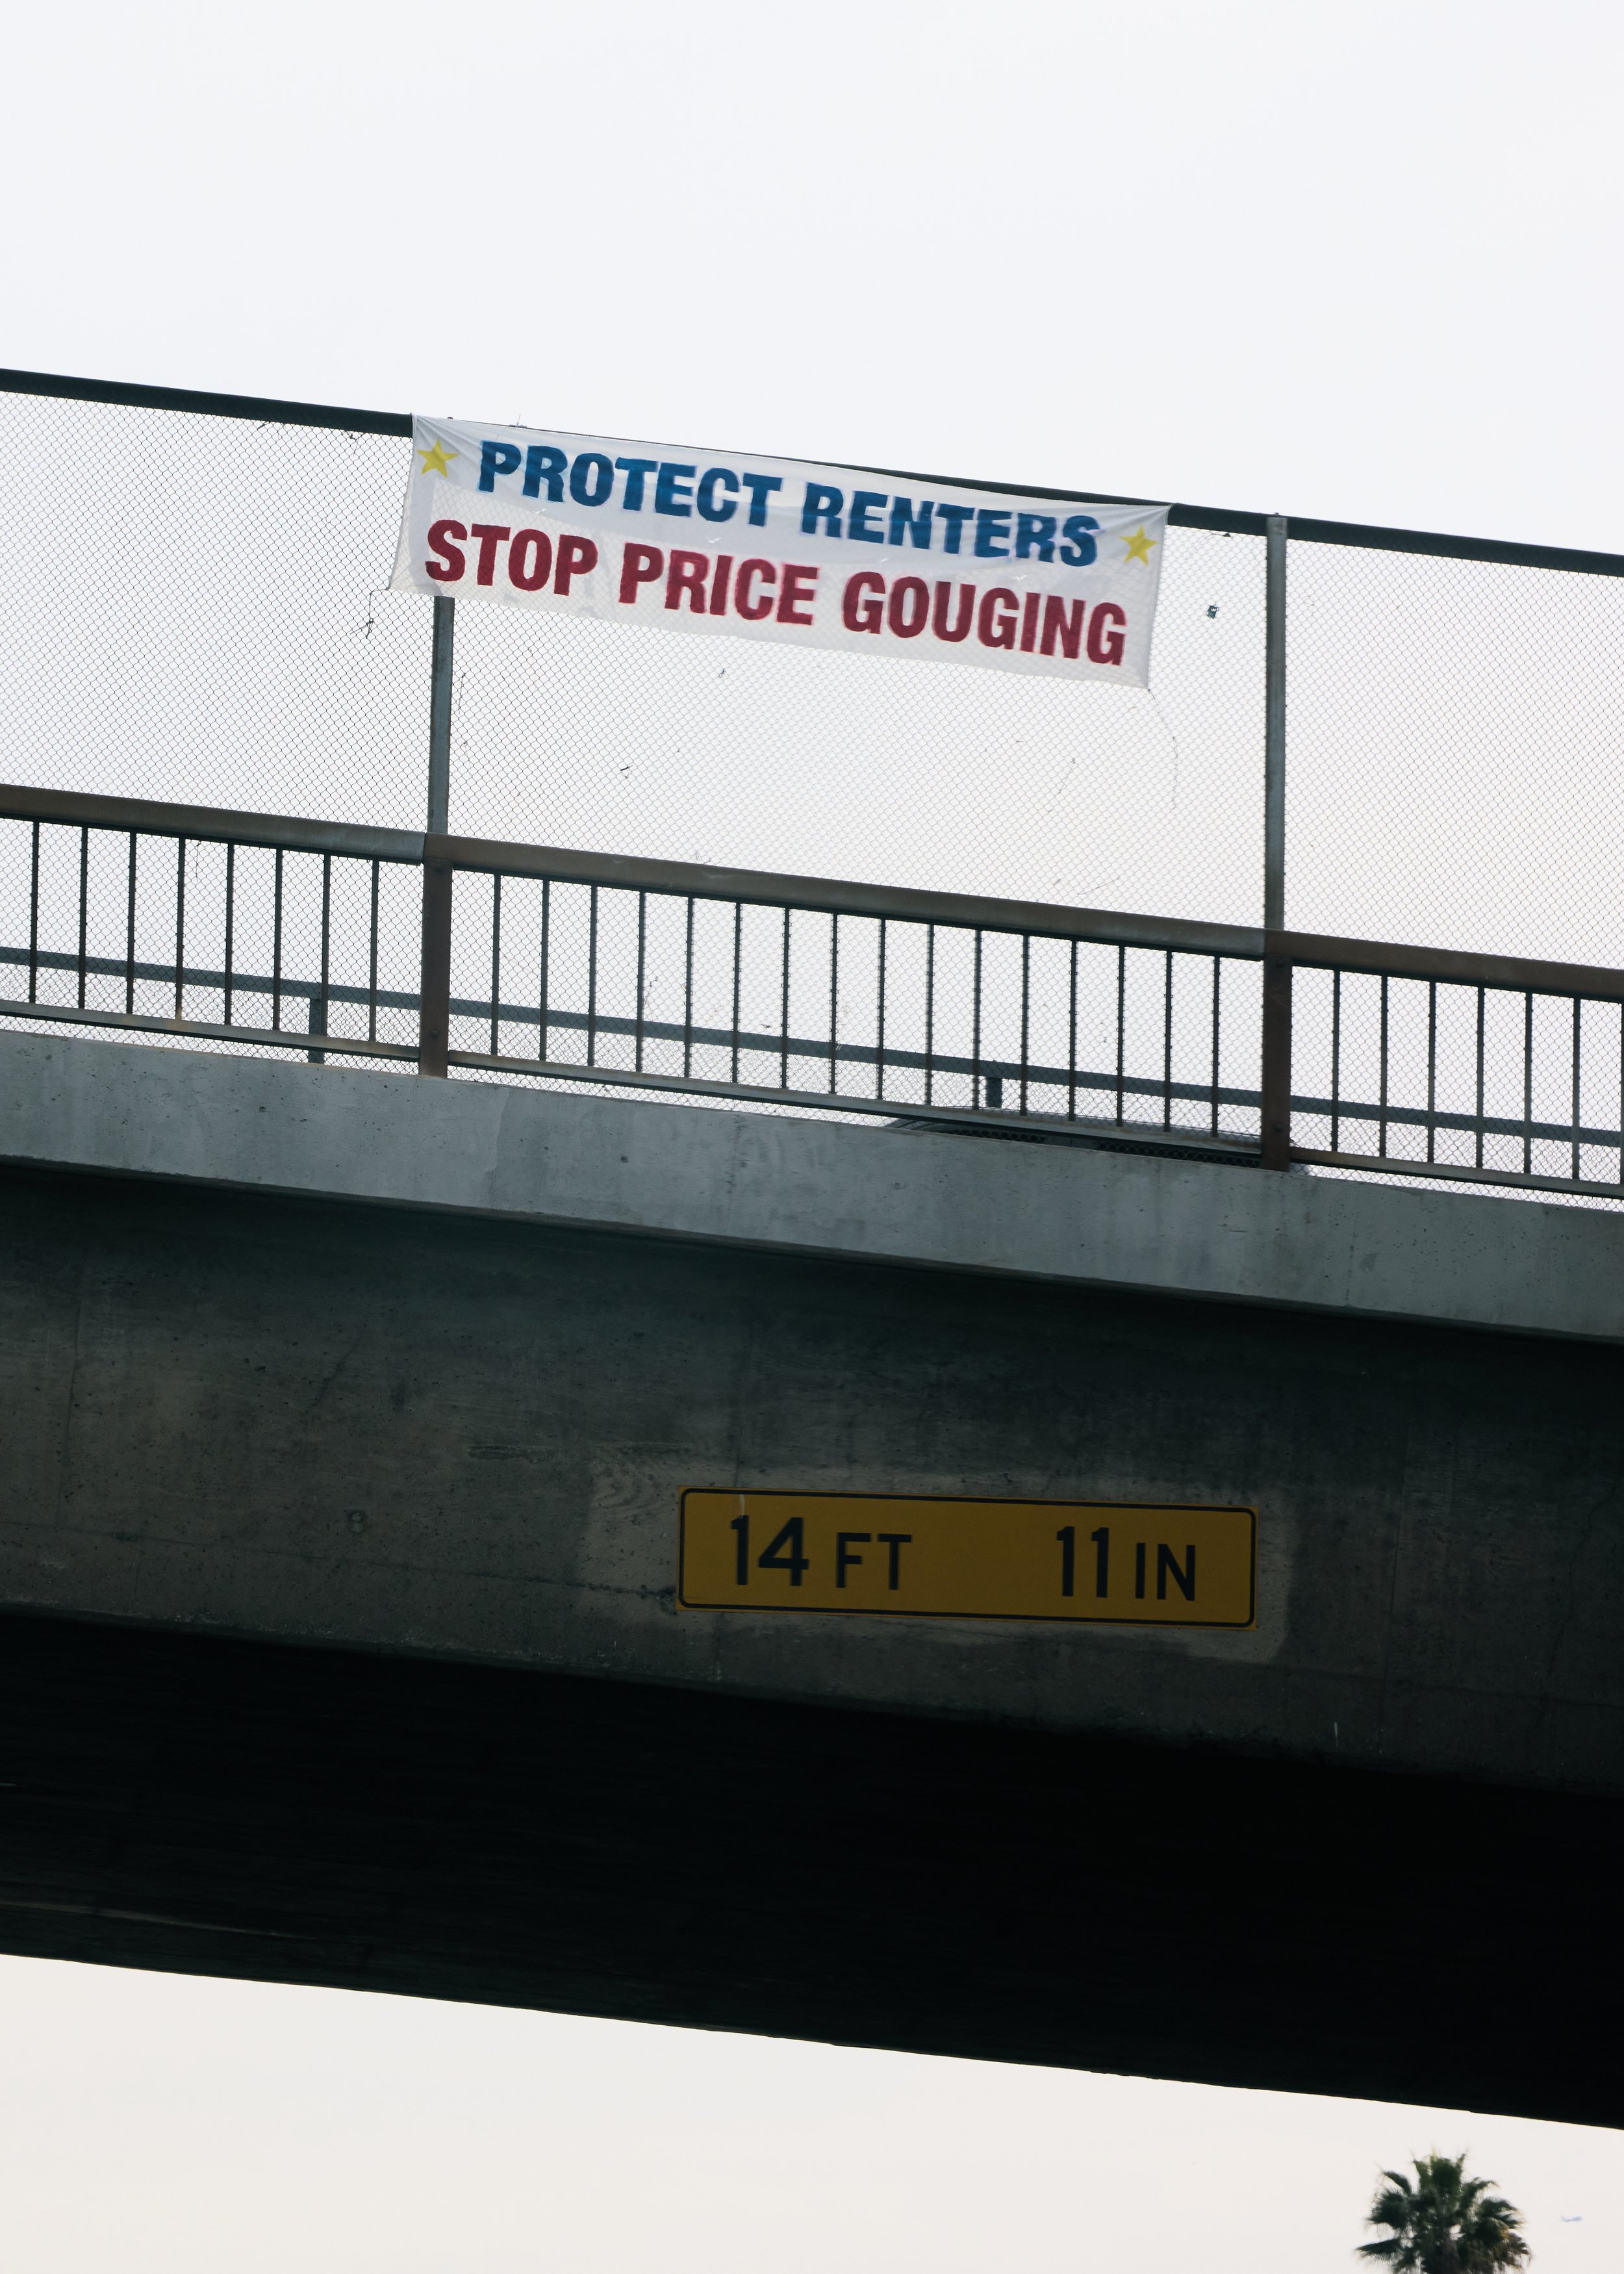 PROTECT RENTERS
STOP PRICE GOUGING
14 FT 11 IN